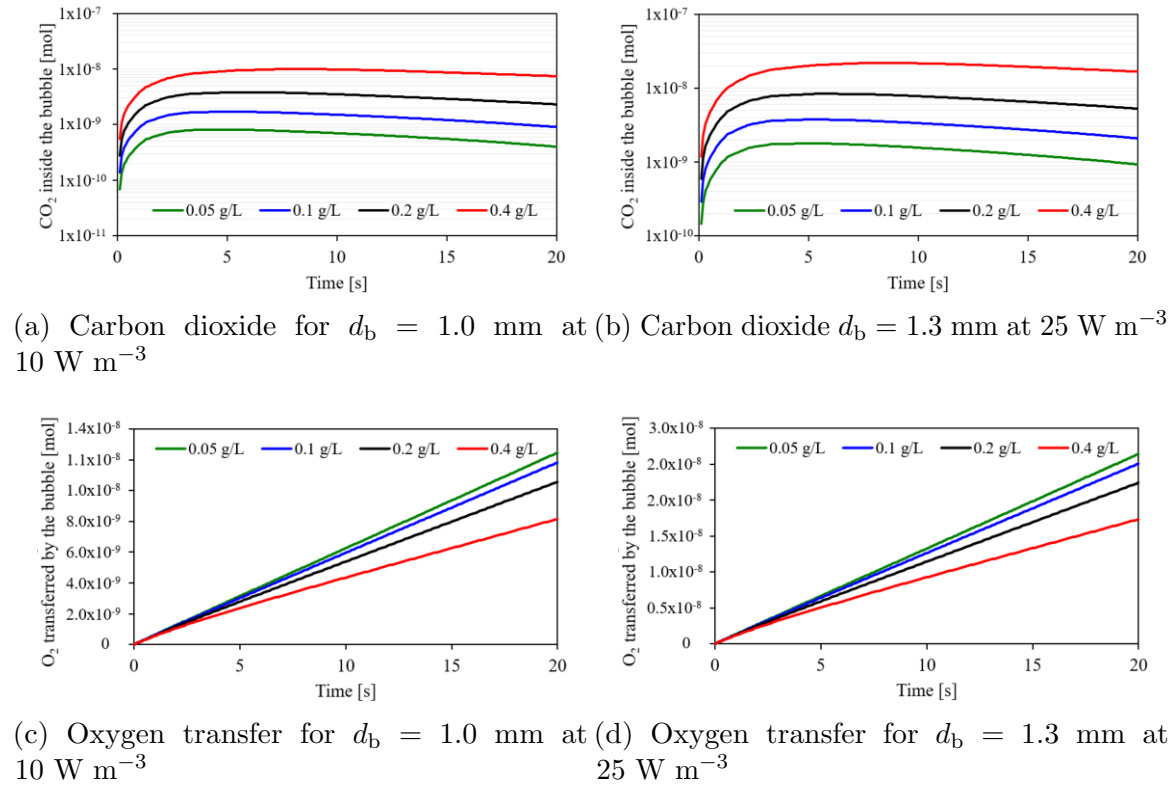 CO₂ inside the bubble [mol]
1x10⁻⁷
1x10⁻⁸
1x10⁻⁹
1x10⁻¹⁰
1x10⁻¹¹
0.05 g/L 0.1 g/L 0.2 g/L 0.4 g/L
0 5 10 15 20
Time [s]
(a) Carbon dioxide for d_b = 1.0 mm at
10 W m⁻³
CO₂ inside the bubble [mol]
1x10⁻⁷
1x10⁻⁸
1x10⁻⁹
1x10⁻¹⁰
0.05 g/L 0.1 g/L 0.2 g/L 0.4 g/L
0 5 10 15 20
Time [s]
(b) Carbon dioxide d_b = 1.3 mm at 25 W m⁻³
O₂ transferred by the bubble [mol]
1.4x10⁻⁸
1.1x10⁻⁸
1.0x10⁻⁸
8.0x10⁻⁹
6.0x10⁻⁹
4.0x10⁻⁹
2.0x10⁻⁹
0
0.05 g/L 0.1 g/L 0.2 g/L 0.4 g/L
0 5 10 15 20
Time [s]
(c) Oxygen transfer for d_b = 1.0 mm at
10 W m⁻³
O₂ transferred by the bubble [mol]
3.0x10⁻⁸
2.0x10⁻⁸
2.0x10⁻⁸
1.5x10⁻⁸
1.0x10⁻⁸
0.5x10⁻⁸
0
0.05 g/L 0.1 g/L 0.2 g/L 0.4 g/L
0 5 10 15 20
Time [s]
(d) Oxygen transfer for d_b = 1.3 mm at
25 W m⁻³